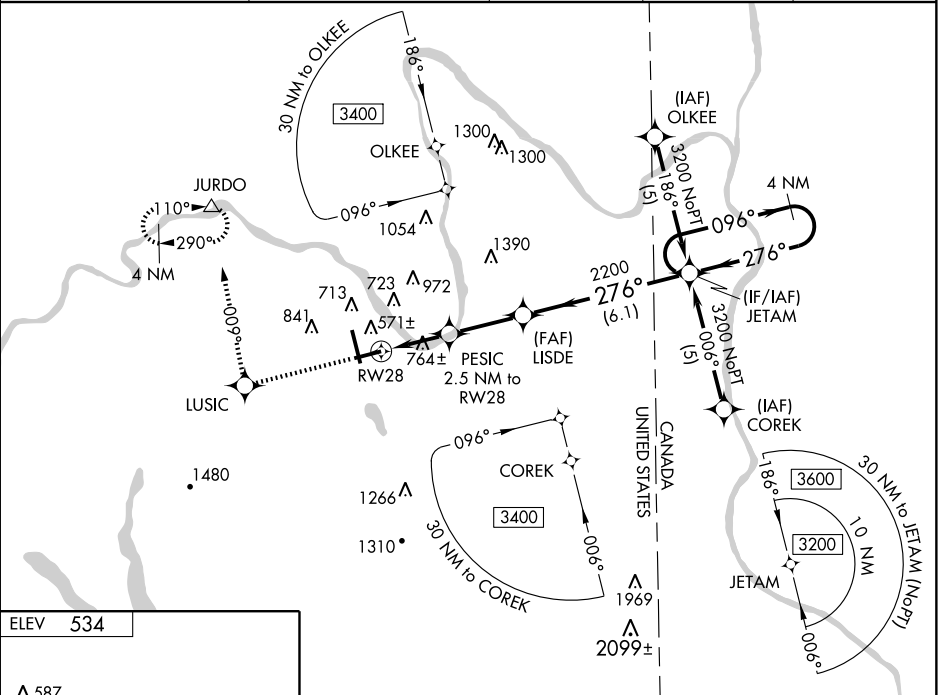 30 NM to OLKEE
186°
3400
OLKEE
096°
1300
1300
(IAF)
OLKEE
3200 NoPT
186°
(5)
4 NM
096°
276°
JURDO
110°
290°
4 NM
1054
1390
2200
276°
(6.1)
(IF/IAF)
JETAM
972
723
713
841
571±
764±
006°
(FAF)
LISDE
PESIC
2.5 NM to
RW28
RW28
LUSIC
3200 NoPT
006°
(5)
(IAF)
COREK
CANADA
UNITED STATES
096°
COREK
3400
006°
30 NM to COREK
1480
1266
1310
186°
3600
30 NM to JETAM (NoPT)
10 NM
3200
JETAM
006°
1969
2099±
ELEV 534
587